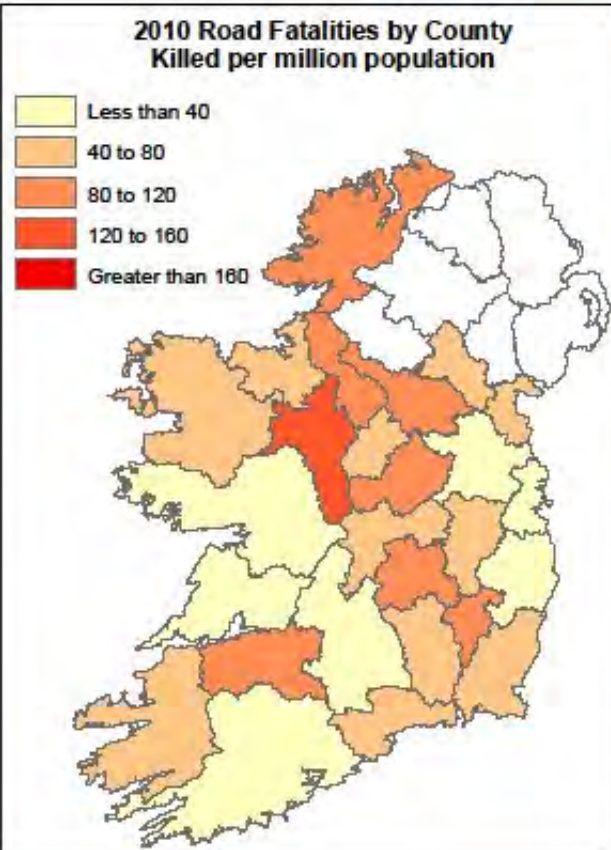 2010 Road Fatalities by County
Killed per million population
Less than 40
40 to 80
80 to 120
120 to 160
Greater than 160